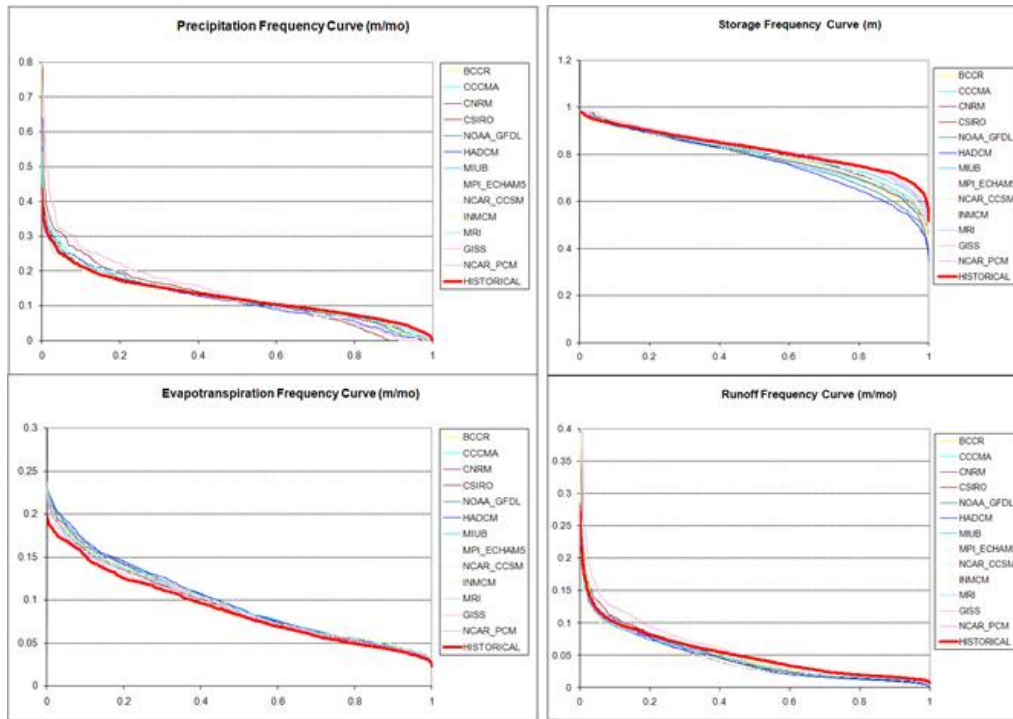 Precipitation Frequency Curve (m/mo)
0.8
0.7
0.6
0.5
0.4
0.3
0.2
0.1
0
0 0.2 0.4 0.6 0.8 1
BCCR
CCCMA
CNRM
CSIRO
NOAA_GFDL
HADCM
MIUB
MPI_ECHAM5
NCAR_CCSM
INMCM
MRI
GISS
NCAR_PCM
HISTORICAL
Storage Frequency Curve (m)
1.2
1
0.8
0.6
0.4
0.2
0
0 0.2 0.4 0.6 0.8 1
BCCR
CCCMA
CNRM
CSIRO
NOAA_GFDL
HADCM
MIUB
MPI_ECHAM5
NCAR_CCSM
INMCM
MRI
GISS
NCAR_PCM
HISTORICAL
Evapotranspiration Frequency Curve (m/mo)
0.3
0.25
0.2
0.15
0.1
0.05
0
0 0.2 0.4 0.6 0.8 1
BCCR
CCCMA
CNRM
CSIRO
NOAA_GFDL
HADCM
MIUB
MPI_ECHAM5
NCAR_CCSM
INMCM
MRI
GISS
NCAR_PCM
HISTORICAL
Runoff Frequency Curve (m/mo)
0.4
0.35
0.3
0.25
0.2
0.15
0.1
0.05
0
0 0.2 0.4 0.6 0.8 1
BCCR
CCCMA
CNRM
CSIRO
NOAA_GFDL
HADCM
MIUB
MPI_ECHAM5
NCAR_CCSM
INMCM
MRI
GISS
NCAR_PCM
HISTORICAL